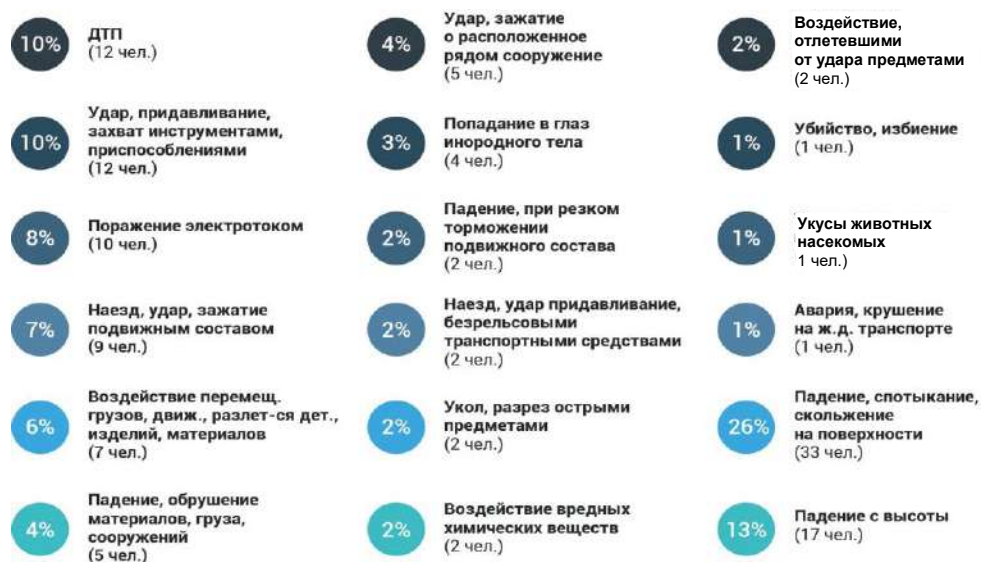 10%
ДТП
(12 чел.)
10%
Удар, придавливание,
захват инструментами,
приспособлениями
(12 чел.)
8%
Поражение электротоком
(10 чел.)
7%
Наезд, удар, зажатие
подвижным составом
(9 чел.)
6%
Воздействие перемещ.
грузов, движ., разлет-ся дет.,
изделий, материалов
(7 чел.)
4%
Падение, обрушение
материалов, груза,
сооружений
(5 чел.)
4%
Удар, зажатие
о расположенное
рядом сооружение
(5 чел.)
3%
Попадание в глаз
инородного тела
(4 чел.)
2%
Падение, при резком
торможении
подвижного состава
(2 чел.)
2%
Наезд, удар придавливание,
безрельсовыми
транспортными средствами
(2 чел.)
2%
Укол, разрез острыми
предметами
(2 чел.)
2%
Воздействие вредных
химических веществ
(2 чел.)
2%
Воздействие,
отлетевшими
от удара предметами
(2 чел.)
1%
Убийство, избиение
(1 чел.)
1%
Укусы животных
насекомых
1 чел.)
1%
Авария, крушение
на ж.д. транспорте
(1 чел.)
26%
Падение, спотыкание,
скольжение
на поверхности
(33 чел.)
13%
Падение с высоты
(17 чел.)